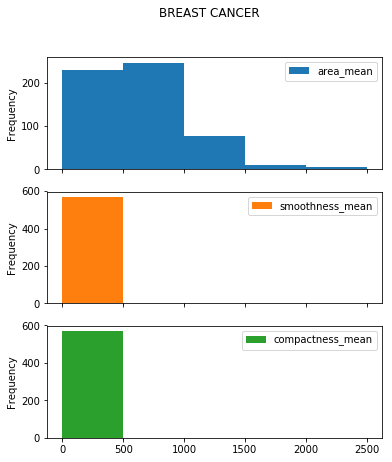 BREAST CANCER
area_mean
200
100
0
Frequency
smoothness_mean
600
400
200
0
Frequency
compactness_mean
600
400
200
0
Frequency
0 500 1000 1500 2000 2500